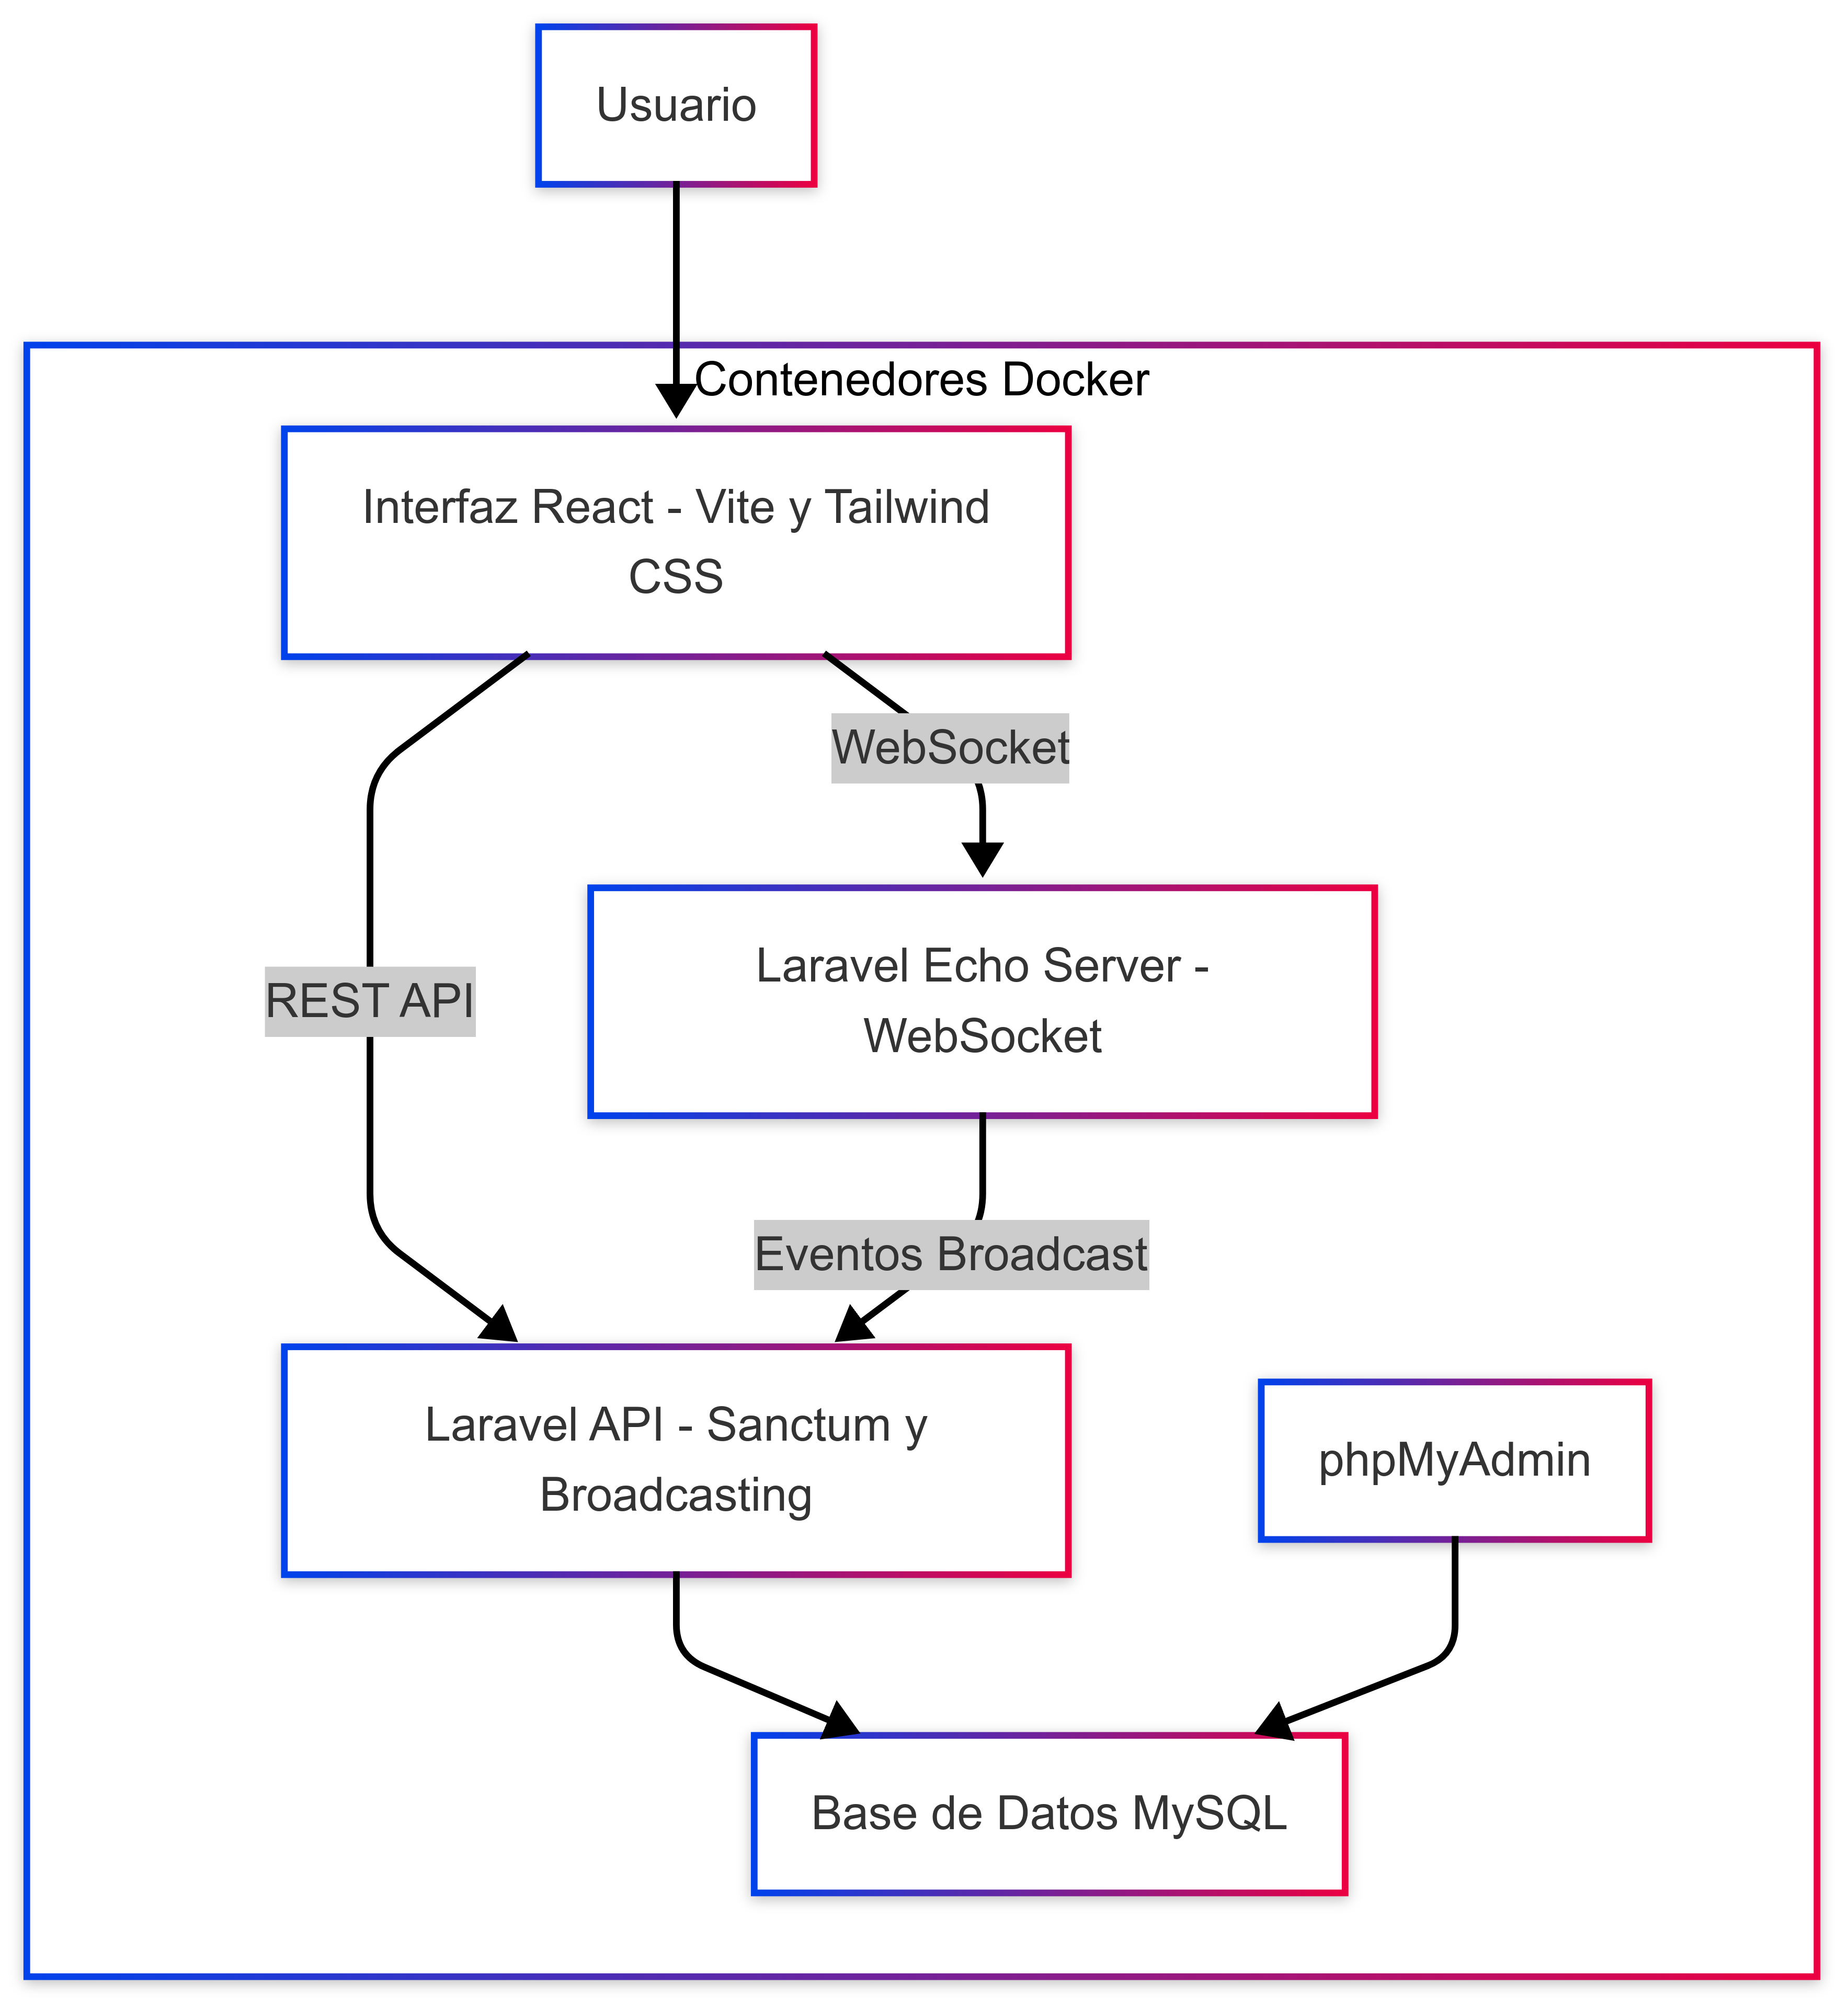 Usuario
Contenedores Docker
Interfaz React - Vite y Tailwind
CSS
WebSocket
Laravel Echo Server -
WebSocket
REST API
Eventos Broadcast
Laravel API - Sanctum y
Broadcasting
phpMyAdmin
Base de Datos MySQL